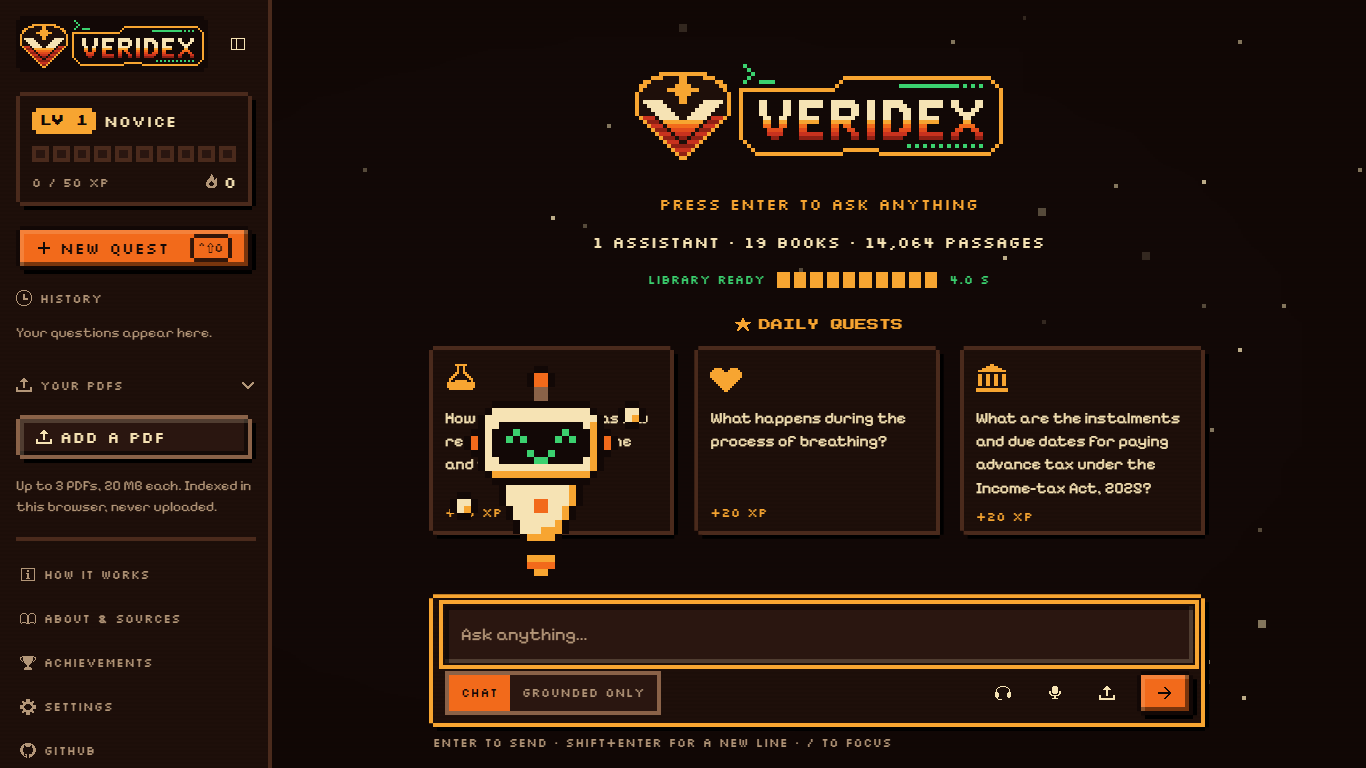 VERIDEX
LV 1 NOVICE
0 / 50 XP 0
+ NEW QUEST ^⇧O
HISTORY
Your questions appear here.
YOUR PDFS
ADD A PDF
Up to 3 PDFs, 20 MB each. Indexed in
this browser, never uploaded.
HOW IT WORKS
ABOUT & SOURCES
ACHIEVEMENTS
SETTINGS
GITHUB
VERIDEX
PRESS ENTER TO ASK ANYTHING
1 ASSISTANT · 19 BOOKS · 14,064 PASSAGES
LIBRARY READY 4.0 S
DAILY QUESTS
How
re
and
XP
What happens during the
process of breathing?
+20 XP
What are the instalments
and due dates for paying
advance tax under the
Income-tax Act, 2025?
+20 XP
Ask anything...
CHAT GROUNDED ONLY
ENTER TO SEND · SHIFT+ENTER FOR A NEW LINE · / TO FOCUS